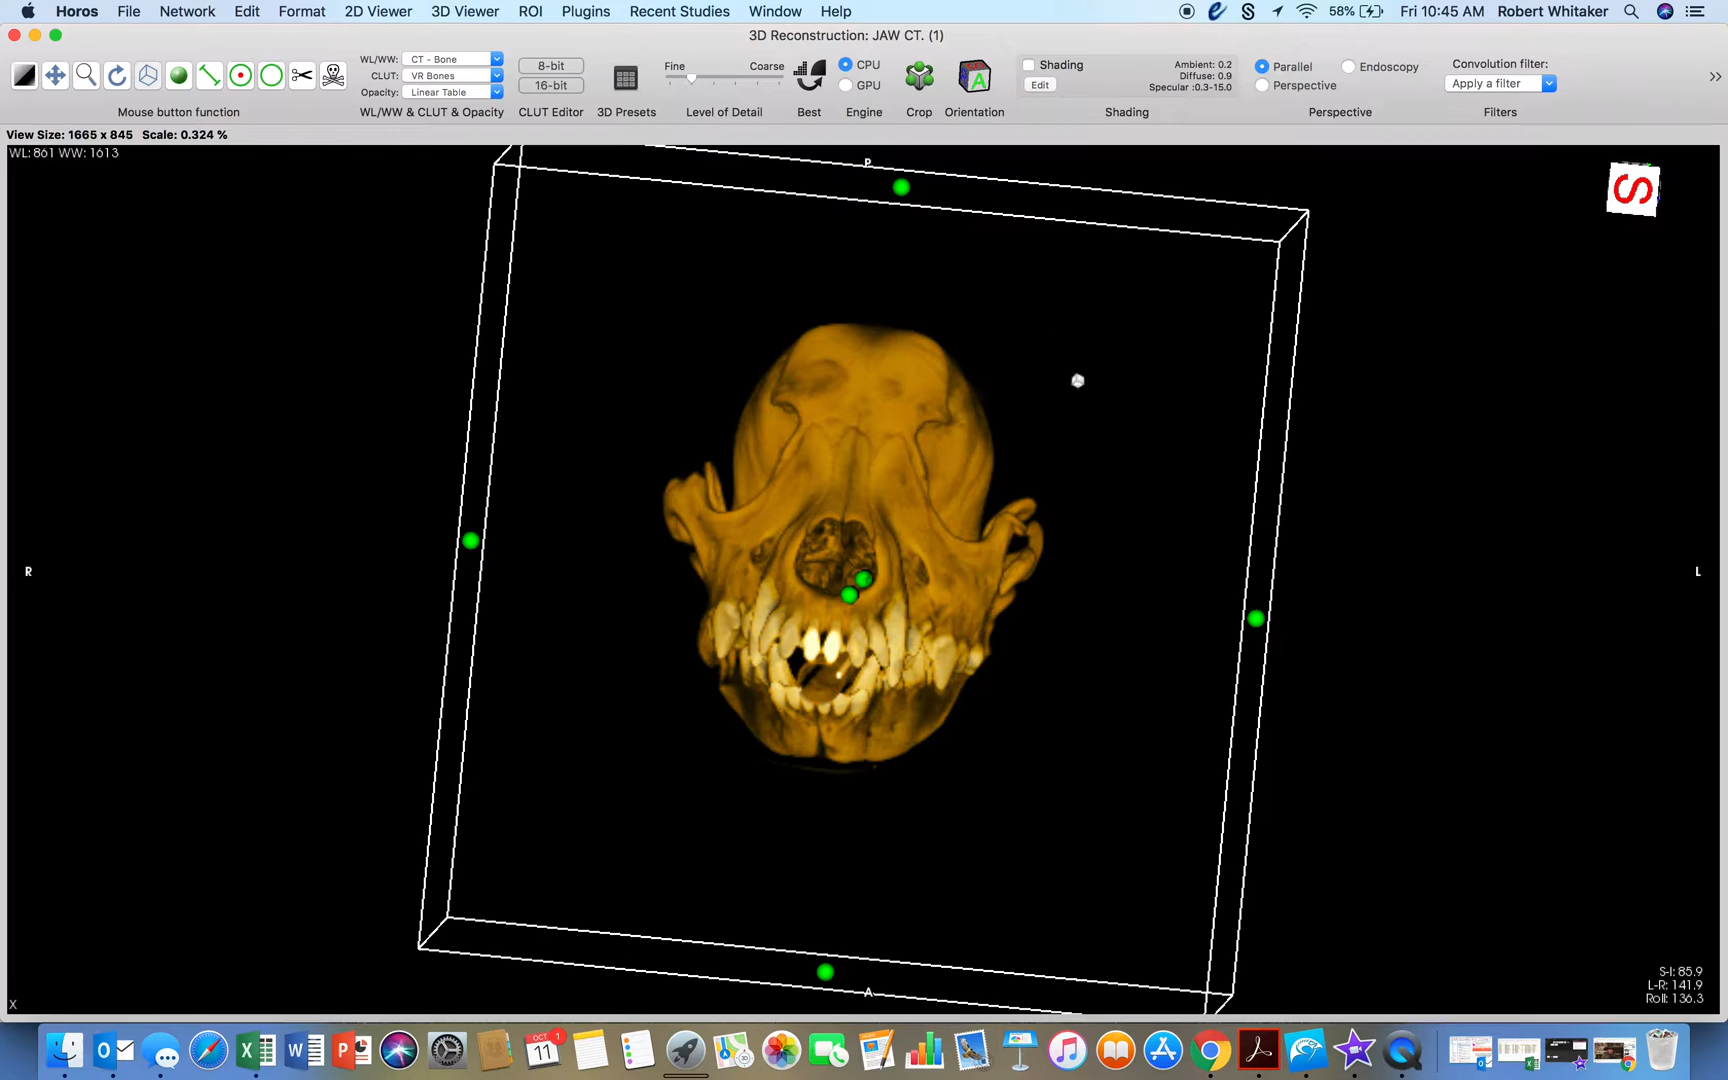 Horos File Network Edit Format 2D Viewer 3D Viewer ROI Plugins Recent Studies Window Help 58% Fri 10:45 AM Robert Whitaker
3D Reconstruction: JAW CT. (1)
WL/WW: CT - Bone
CLUT: VR Bones
Opacity: Linear Table
8-bit
16-bit
Fine Coarse
CPU
GPU
Shading
Edit
Ambient: 0.2
Diffuse: 0.9
Specular :0.3-15.0
Parallel
Endoscopy
Perspective
Convolution filter:
Apply a filter
Mouse button function WL/WW & CLUT & Opacity CLUT Editor 3D Presets Level of Detail Best Engine Crop Orientation Shading Perspective Filters
View Size: 1665 x 845 Scale: 0.324 %
WL: 861 WW: 1613
P
S
R
L
A
S-I: 85.9
L-R: 141.9
Roll: 136.3
X
OCT
11
1